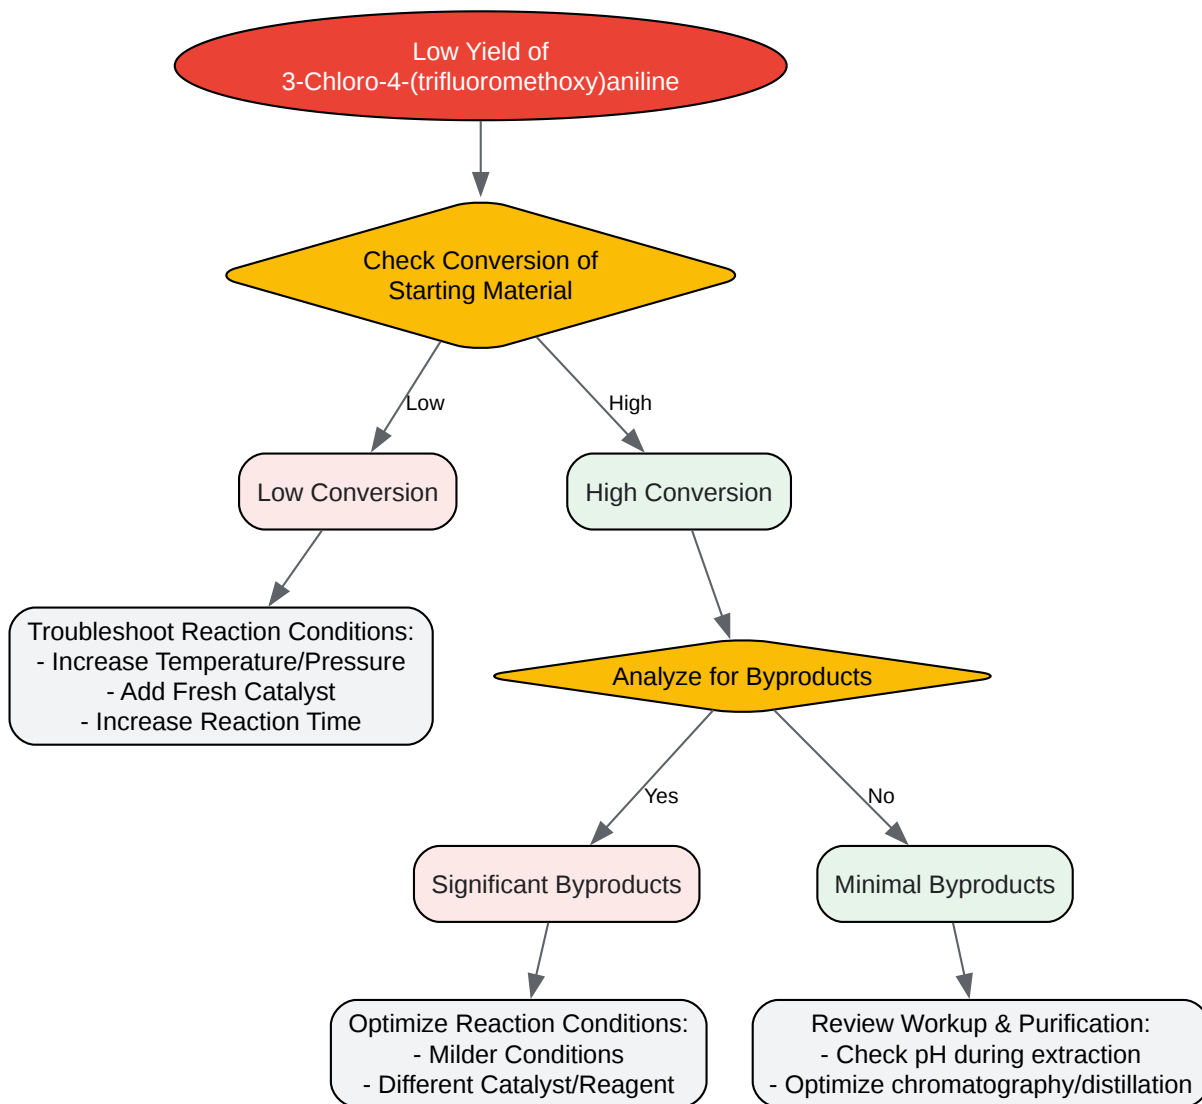 Low Yield of
3-Chloro-4-(trifluoromethoxy)aniline
Check Conversion of
Starting Material
Low
High
Low Conversion
High Conversion
Troubleshoot Reaction Conditions:
- Increase Temperature/Pressure
- Add Fresh Catalyst
- Increase Reaction Time
Analyze for Byproducts
Yes
No
Significant Byproducts
Minimal Byproducts
Optimize Reaction Conditions:
- Milder Conditions
- Different Catalyst/Reagent
Review Workup & Purification:
- Check pH during extraction
- Optimize chromatography/distillation